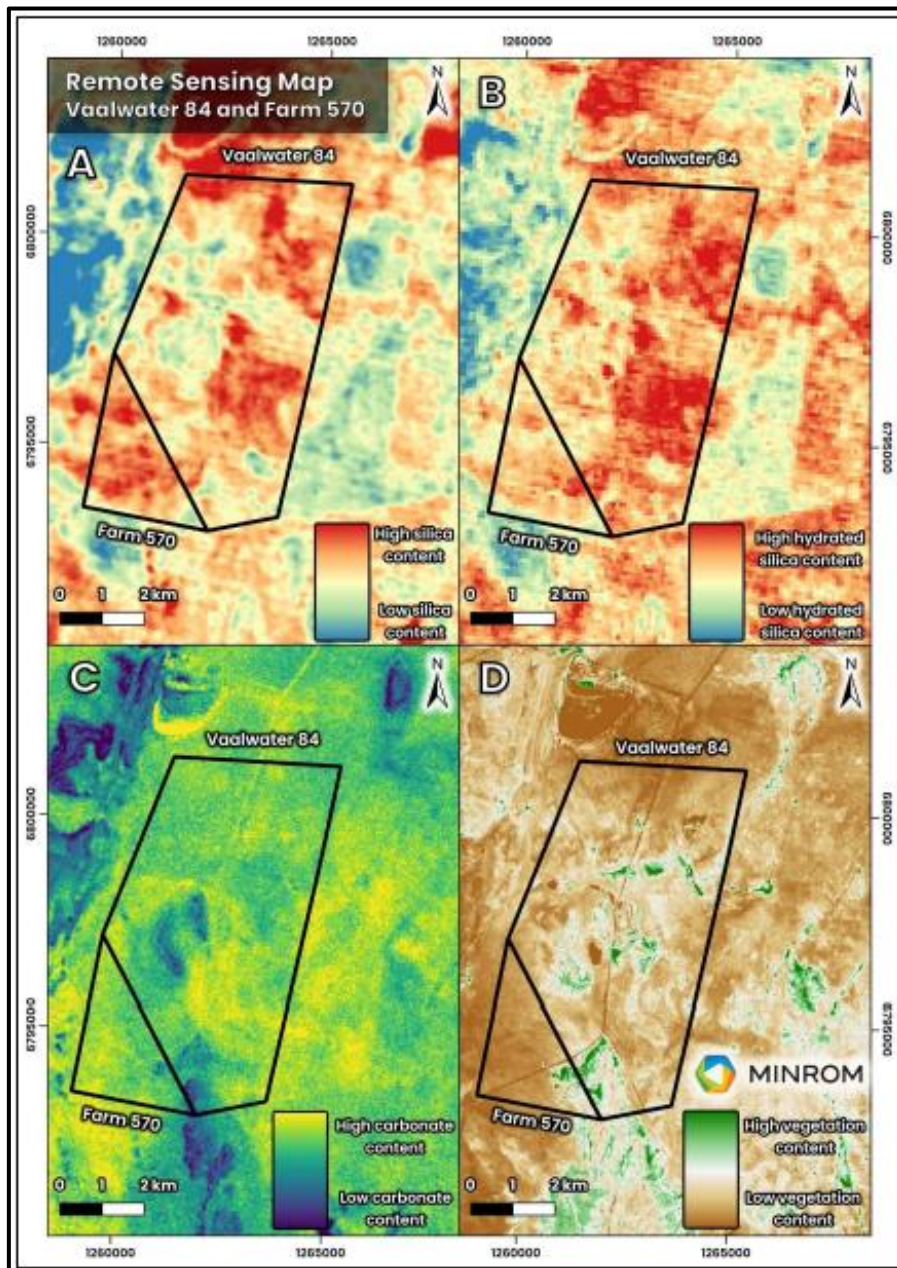 1260000
1265000
1260000
1265000
Remote Sensing Map
Vaalwater 84 and Farm 570
N
A
Vaalwater 84
6800000
6795000
Farm 570
High silica
content
Low silica
content
0 1 2 km
N
B
Vaalwater 84
6800000
6795000
Farm 570
High hydrated
silica content
Low hydrated
silica content
0 1 2 km
N
C
Vaalwater 84
6800000
6795000
Farm 570
High carbonate
content
Low carbonate
content
0 1 2 km
N
D
Vaalwater 84
6800000
6795000
MINROM
Farm 570
High vegetation
content
Low vegetation
content
0 1 2 km
1260000
1265000
1260000
1265000